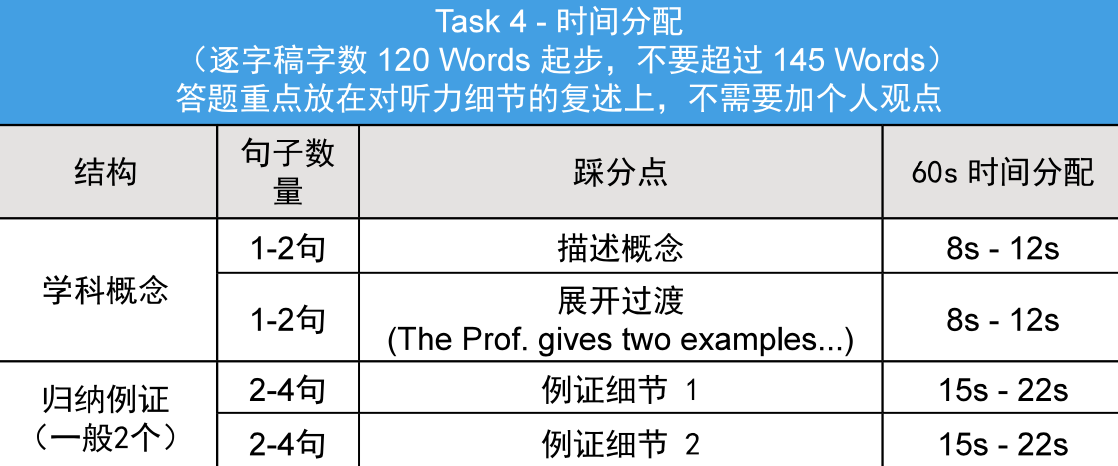 Task 4 - 时间分配
（逐字稿字数 120 Words 起步，不要超过 145 Words）
答题重点放在对听力细节的复述上，不需要加个人观点
结构
句子数
量
踩分点
60s 时间分配
学科概念
1-2句
描述概念
8s - 12s
1-2句
展开过渡
(The Prof. gives two examples...)
8s - 12s
归纳例证
（一般2个）
2-4句
例证细节 1
15s - 22s
2-4句
例证细节 2
15s - 22s